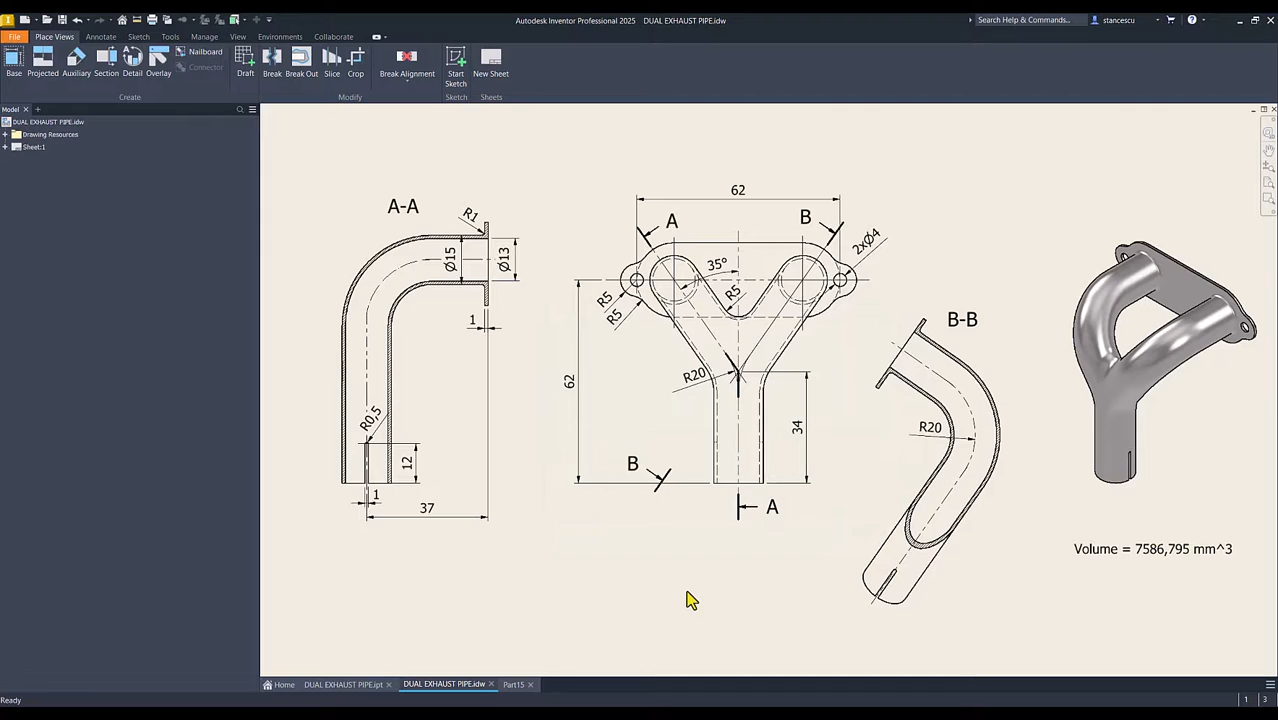 Autodesk Inventor Professional 2025 DUAL EXHAUST PIPE.idw
Search Help & Commands...
stancescu
File Place Views Annotate Sketch Tools Manage View Environments Collaborate
Base Projected Auxiliary Section Detail Overlay
Nailboard
Connector
Draft Break Break Out Slice Crop
Break Alignment
Start Sketch
New Sheet
Create Modify Sketch Sheets
Model
DUAL EXHAUST PIPE.idw
Drawing Resources
Sheet:1
A-A
R1
Ø15
Ø13
1
R0,5
12
1
37
62
A
B
2xØ4
35°
R5
R5
R5
R20
62
34
B
A
B-B
R20
Volume = 7586,795 mm^3
Home DUAL EXHAUST PIPE.ipt DUAL EXHAUST PIPE.idw Part15
Ready
1 3